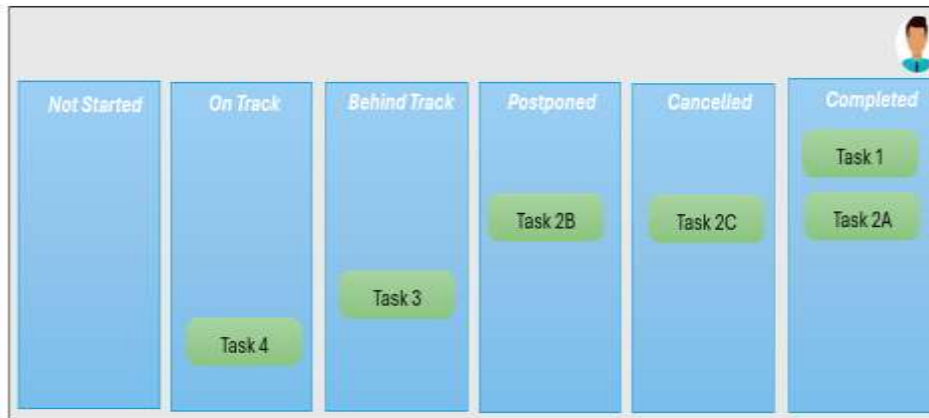 Not Started
On Track
Behind Track
Postponed
Cancelled
Completed
Task 1
Task 2B
Task 2C
Task 2A
Task 3
Task 4